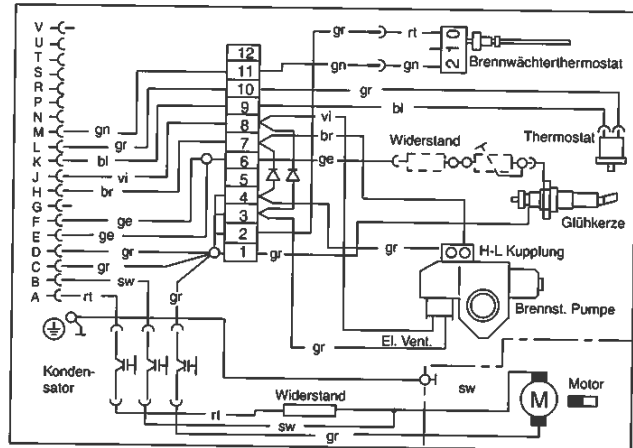 V
U
T
S
R
P
N
M
L
K
J
H
G
F
E
D
C
B
A
gn
gr
bl
vi
br
ge
ge
gr
gr
sw
rt
gr
12
11
10
9
8
7
6
5
4
3
2
1
gr
rt
gn
gn
2 1 0
Brennwächterthermostat
gr
bl
vi
br
ge
Widerstand
Thermostat
Glühkerze
gr
gr
H-L Kupplung
Brennst. Pumpe
El. Vent.
gr
Konden-
sator
Widerstand
rt
sw
gr
sw
M
Motor